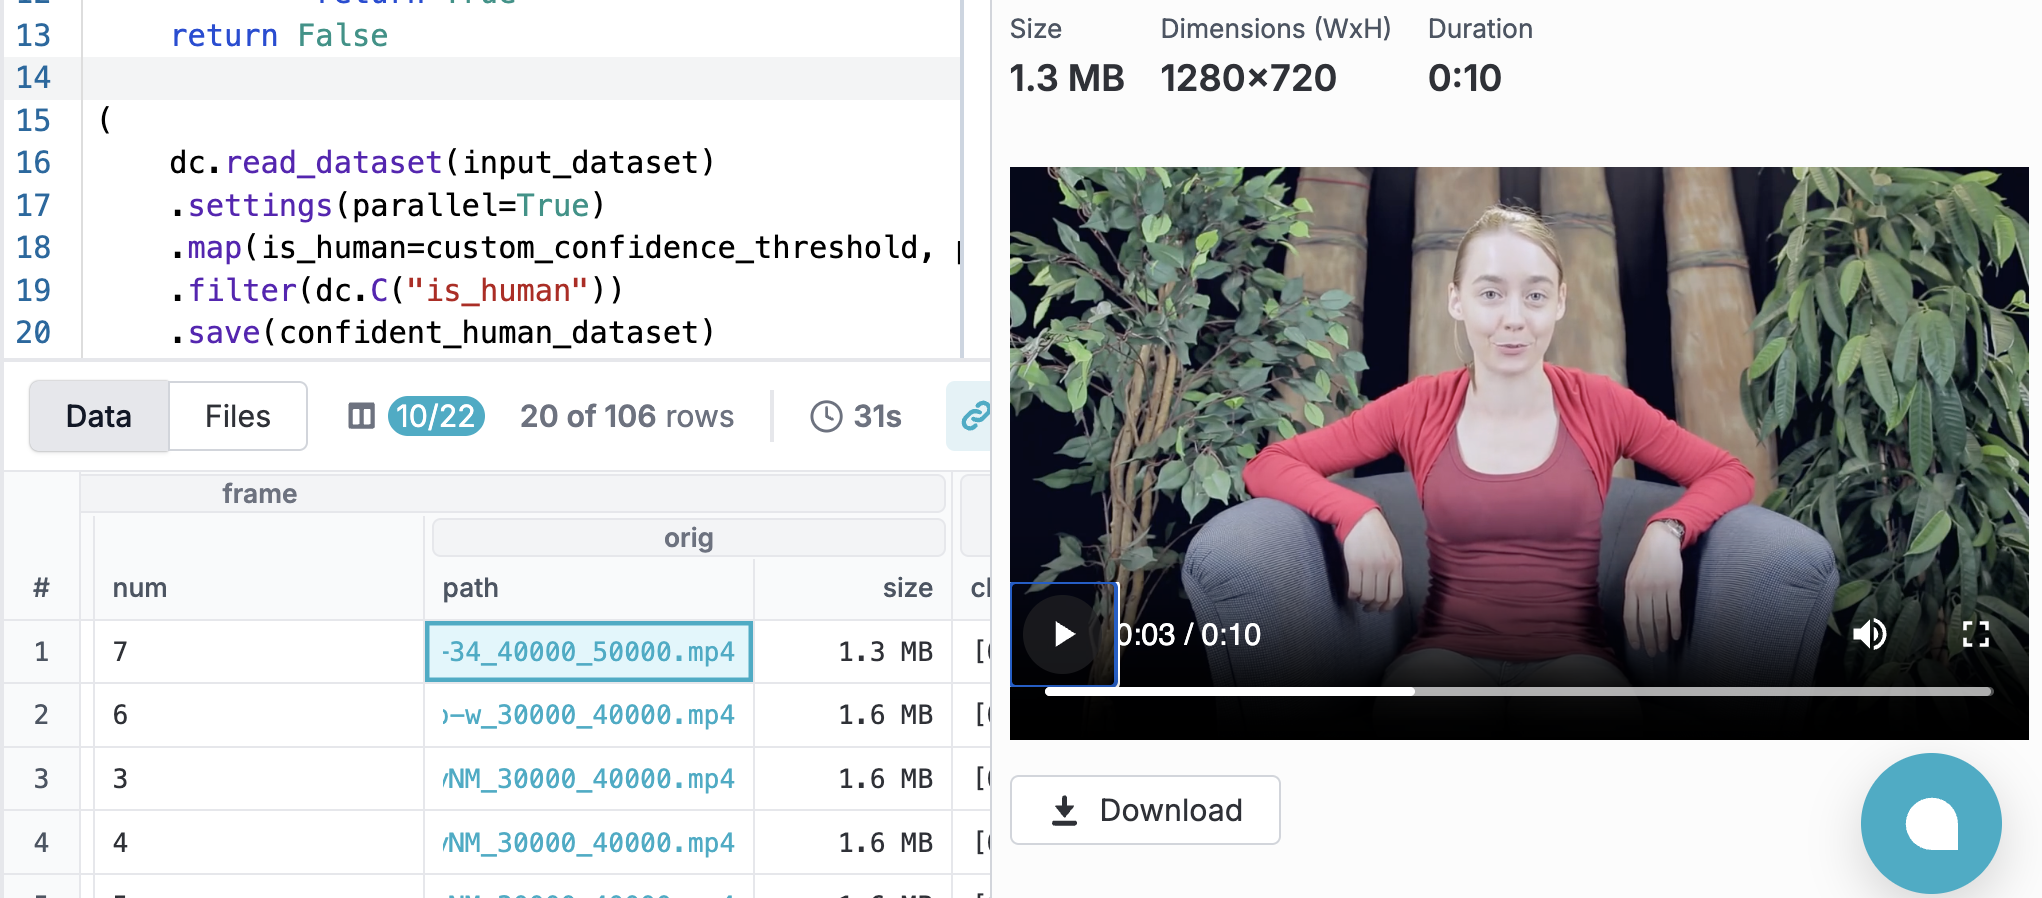 return True
13 return False
14
15 (
16 dc.read_dataset(input_dataset)
17 .settings(parallel=True)
18 .map(is_human=custom_confidence_threshold,
19 .filter(dc.C("is_human"))
20 .save(confident_human_dataset)
Data Files 10/22 20 of 106 rows 31s
frame
orig
# num path size
1 7 -34_40000_50000.mp4 1.3 MB
2 6 -w_30000_40000.mp4 1.6 MB
3 3 NM_30000_40000.mp4 1.6 MB
4 4 NM_30000_40000.mp4 1.6 MB
Size Dimensions (WxH) Duration
1.3 MB 1280×720 0:10
0:03 / 0:10
Download